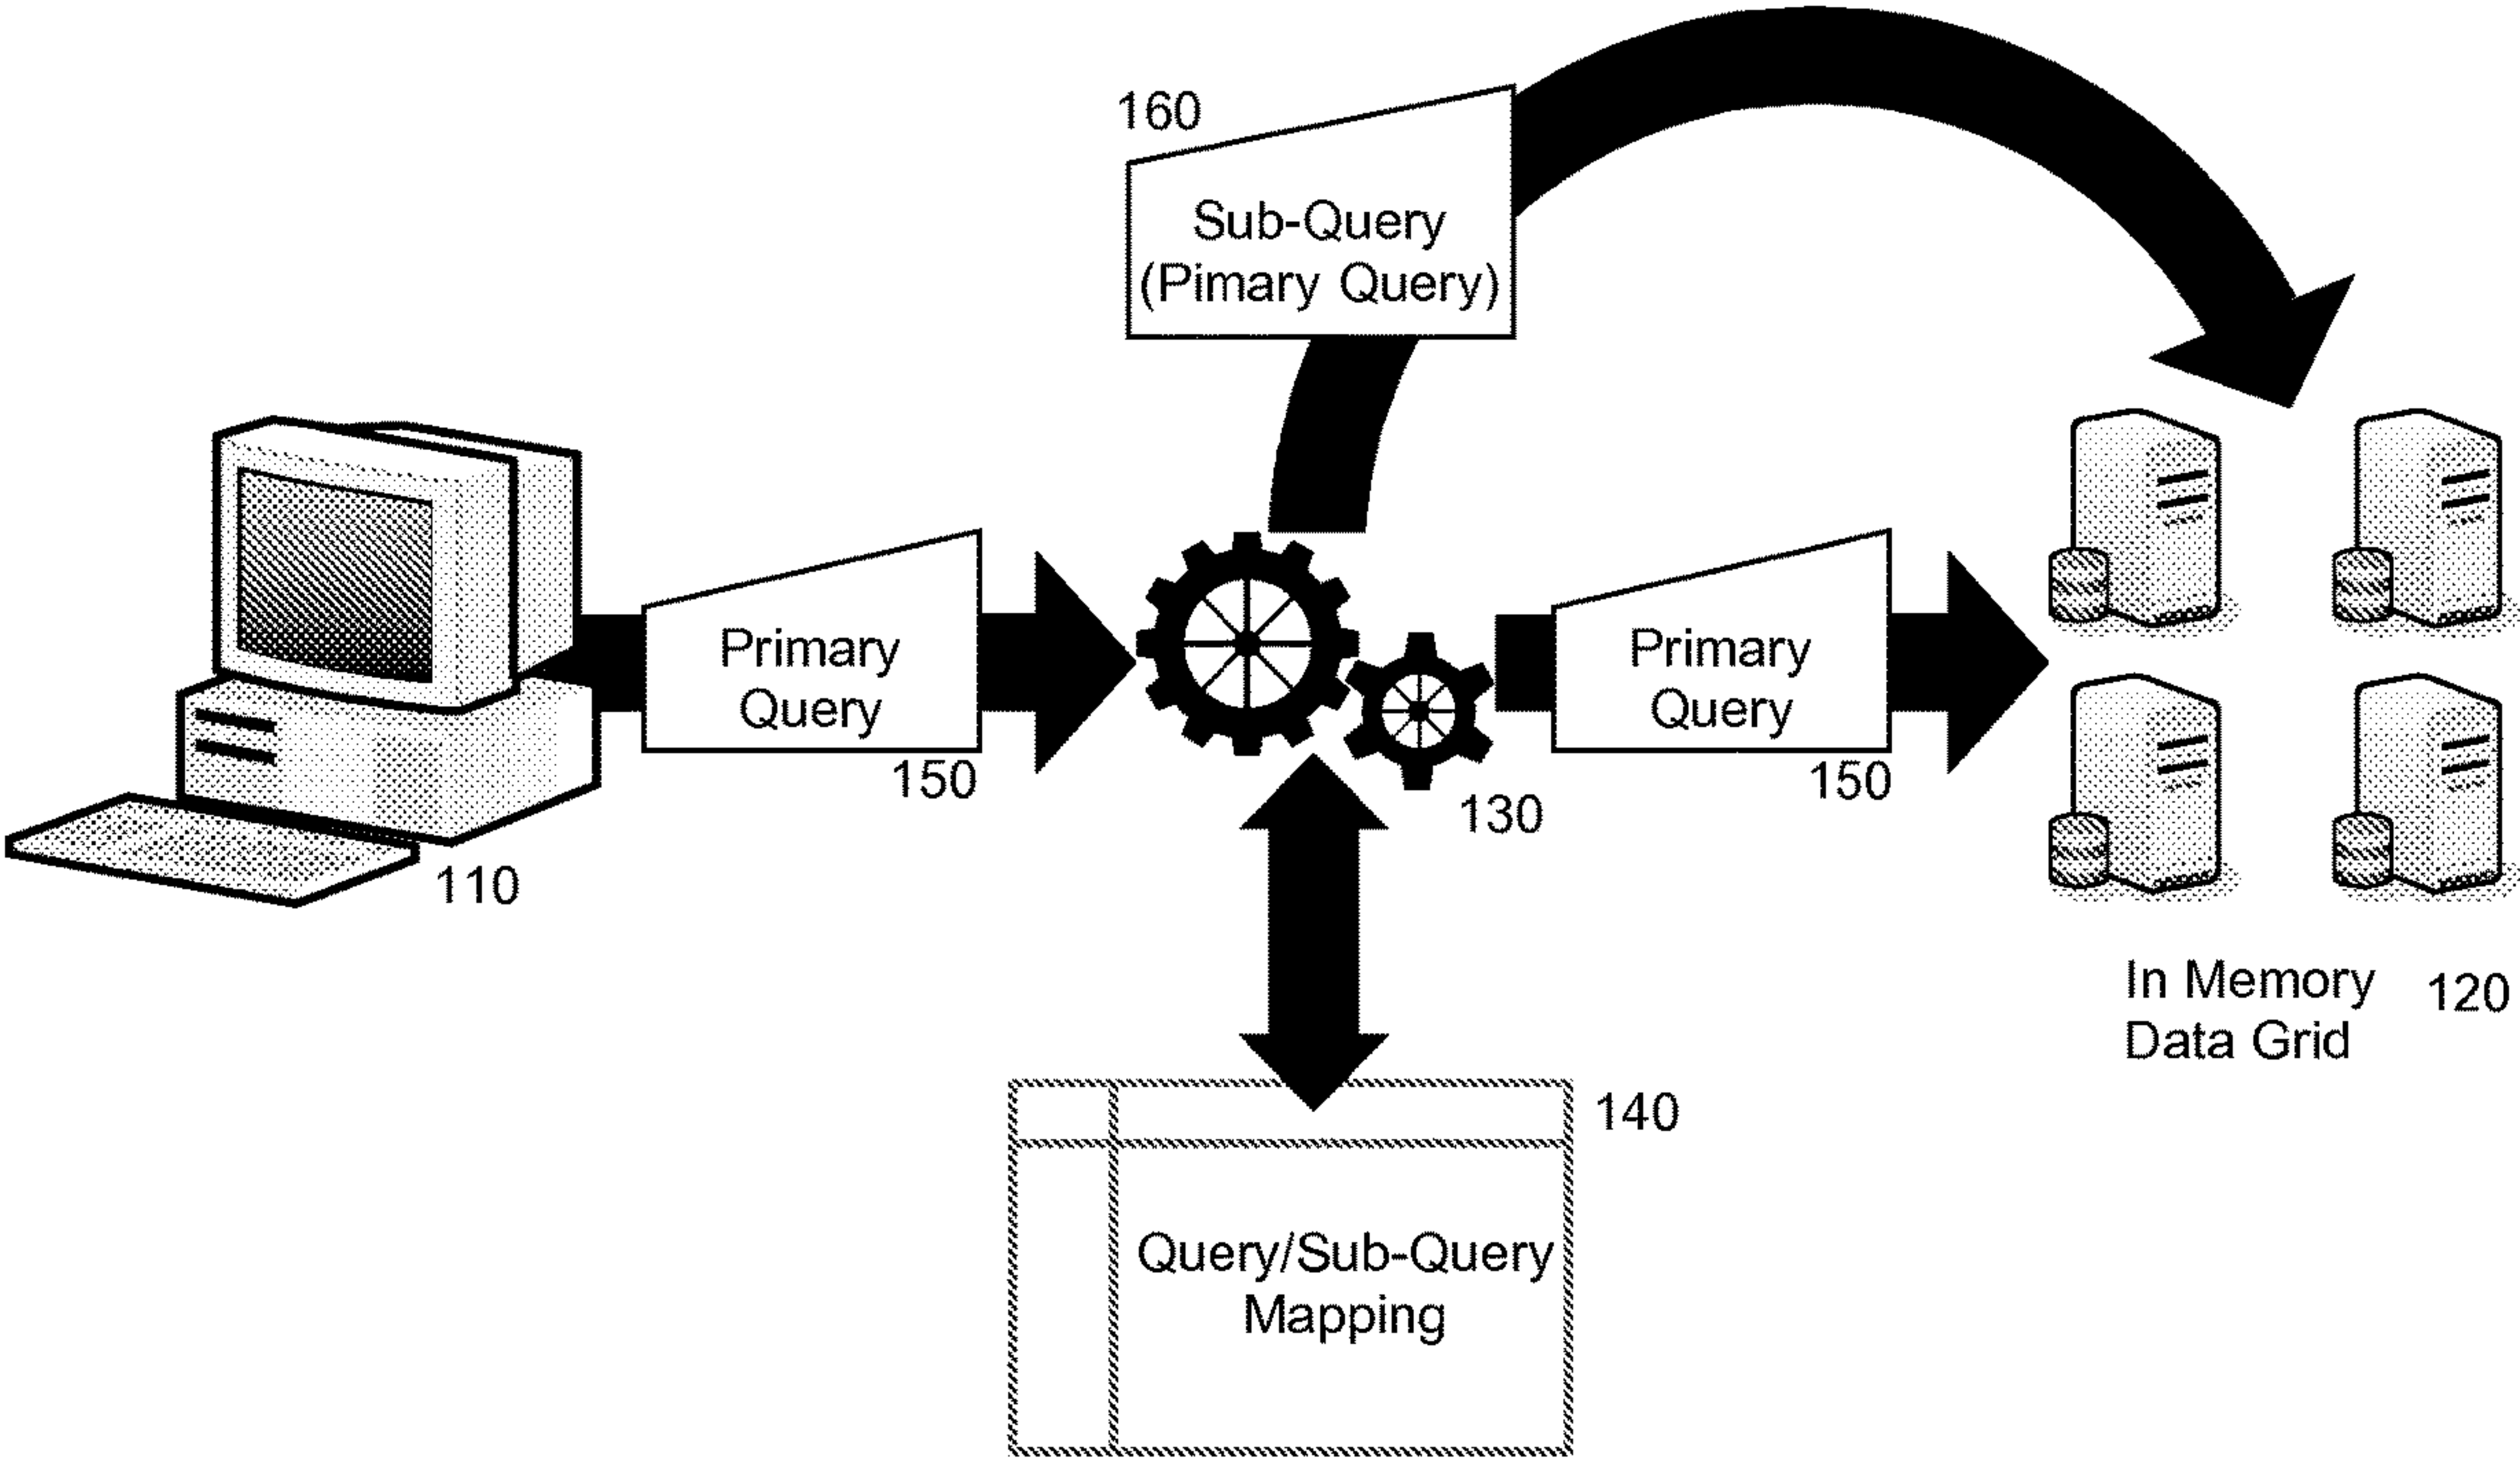 160
Sub-Query
(Pimary Query)
Primary
Query
150
130
Primary
Query
150
110
In Memory
Data Grid
120
140
Query/Sub-Query
Mapping